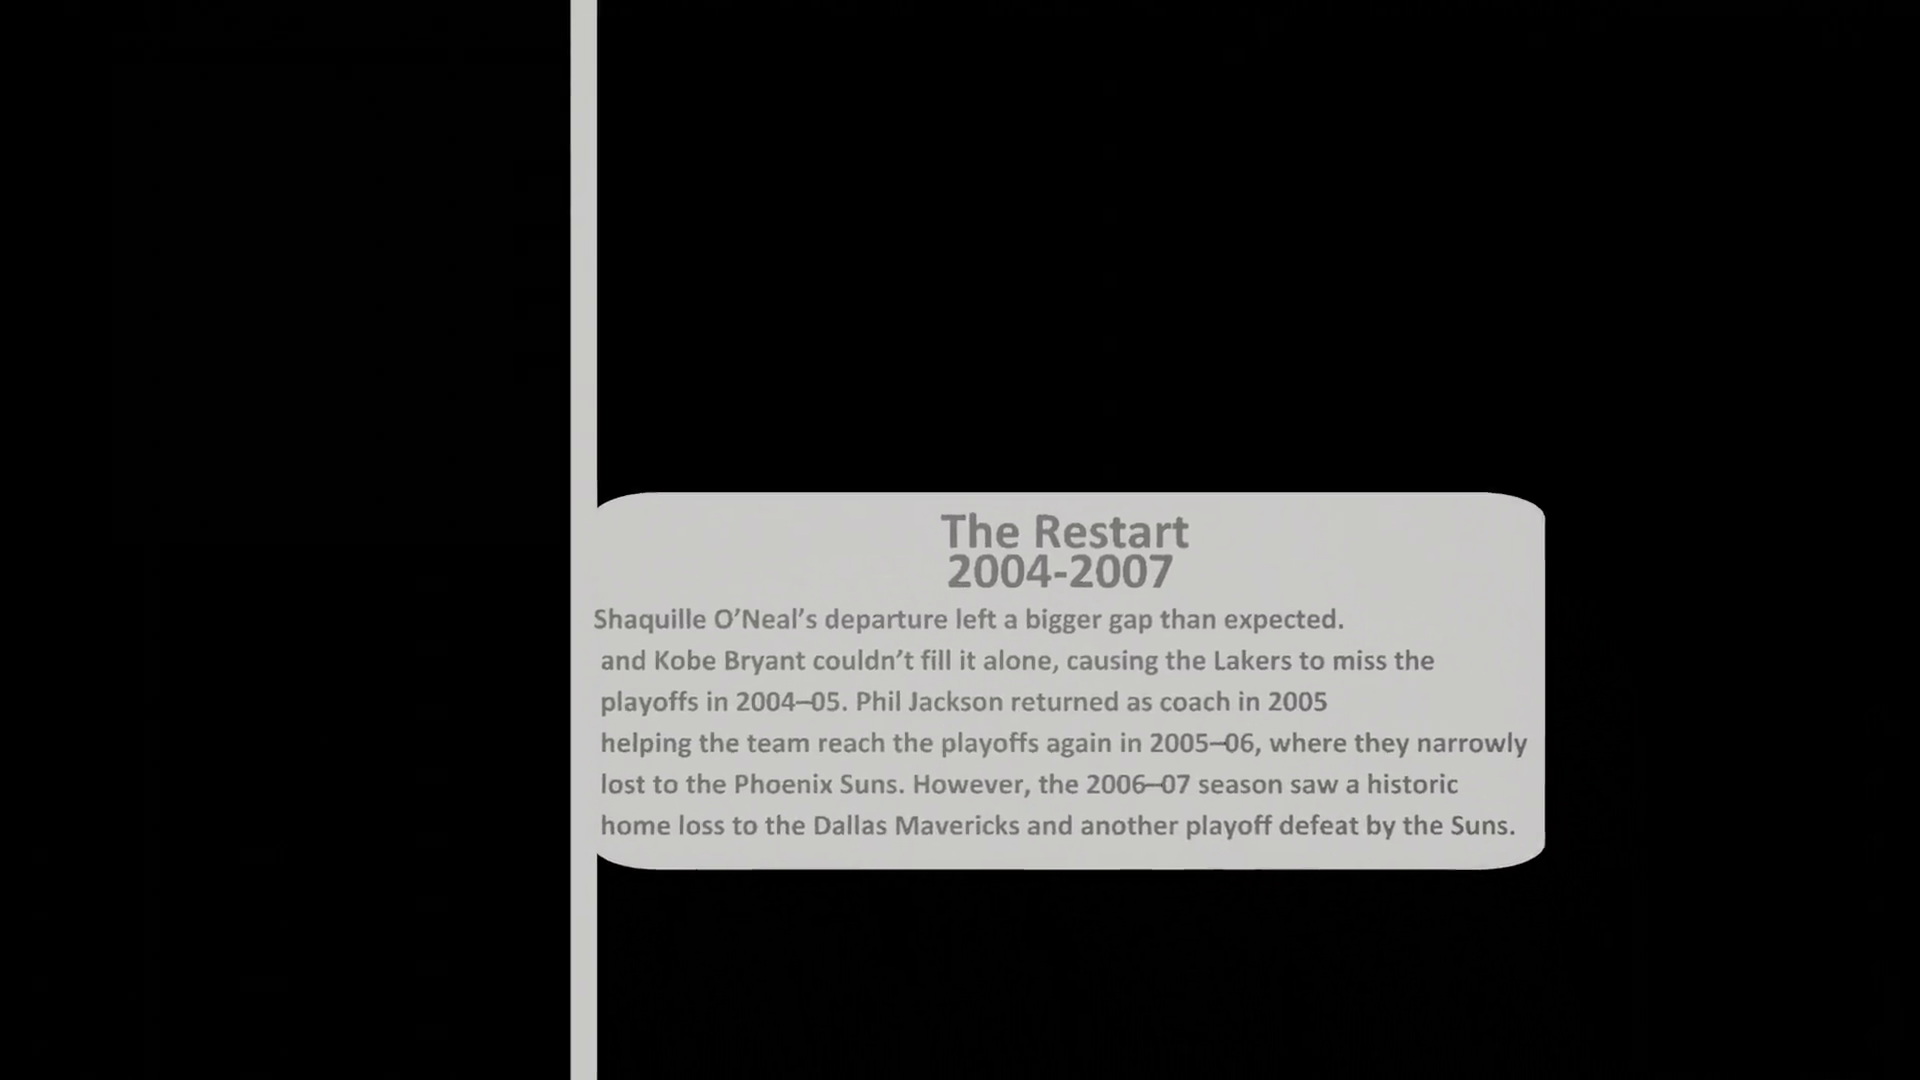 The Restart
2004-2007
Shaquille O’Neal’s departure left a bigger gap than expected.
and Kobe Bryant couldn’t fill it alone, causing the Lakers to miss the
playoffs in 2004–05. Phil Jackson returned as coach in 2005
helping the team reach the playoffs again in 2005–06, where they narrowly
lost to the Phoenix Suns. However, the 2006–07 season saw a historic
home loss to the Dallas Mavericks and another playoff defeat by the Suns.